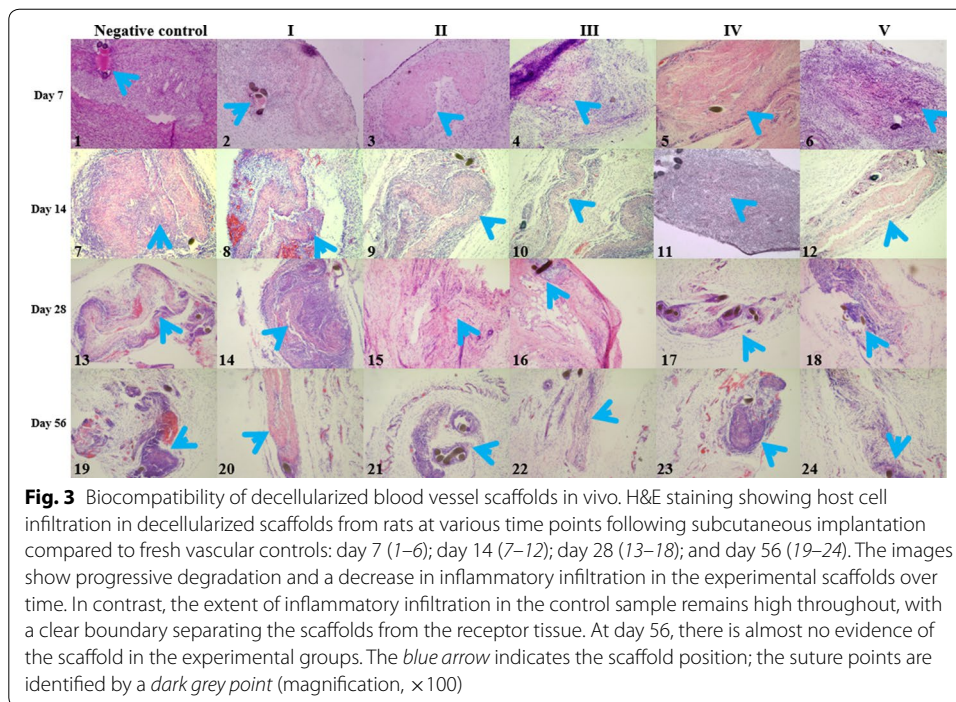 Negative control I II III IV V
Day 7
1 2 3 4 5 6
Day 14
7 8 9 10 11 12
Day 28
13 14 15 16 17 18
Day 56
19 20 21 22 23 24
Fig. 3 Biocompatibility of decellularized blood vessel scaffolds in vivo. H&E staining showing host cell
infiltration in decellularized scaffolds from rats at various time points following subcutaneous implantation
compared to fresh vascular controls: day 7 (1–6); day 14 (7–12); day 28 (13–18); and day 56 (19–24). The images
show progressive degradation and a decrease in inflammatory infiltration in the experimental scaffolds over
time. In contrast, the extent of inflammatory infiltration in the control sample remains high throughout, with
a clear boundary separating the scaffolds from the receptor tissue. At day 56, there is almost no evidence of
the scaffold in the experimental groups. The blue arrow indicates the scaffold position; the suture points are
identified by a dark grey point (magnification, ×100)